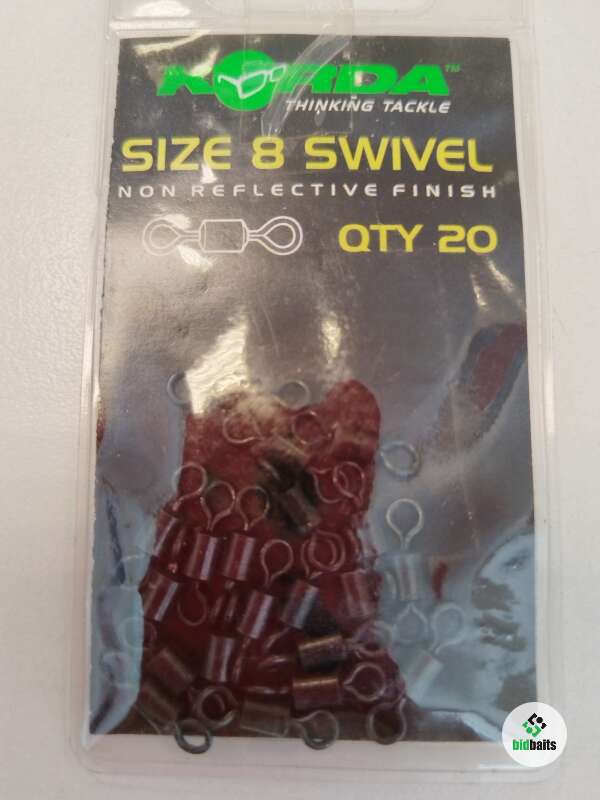 KORDA™
THINKING TACKLE
SIZE 8 SWIVEL
NON REFLECTIVE FINISH
QTY 20
bidbaits